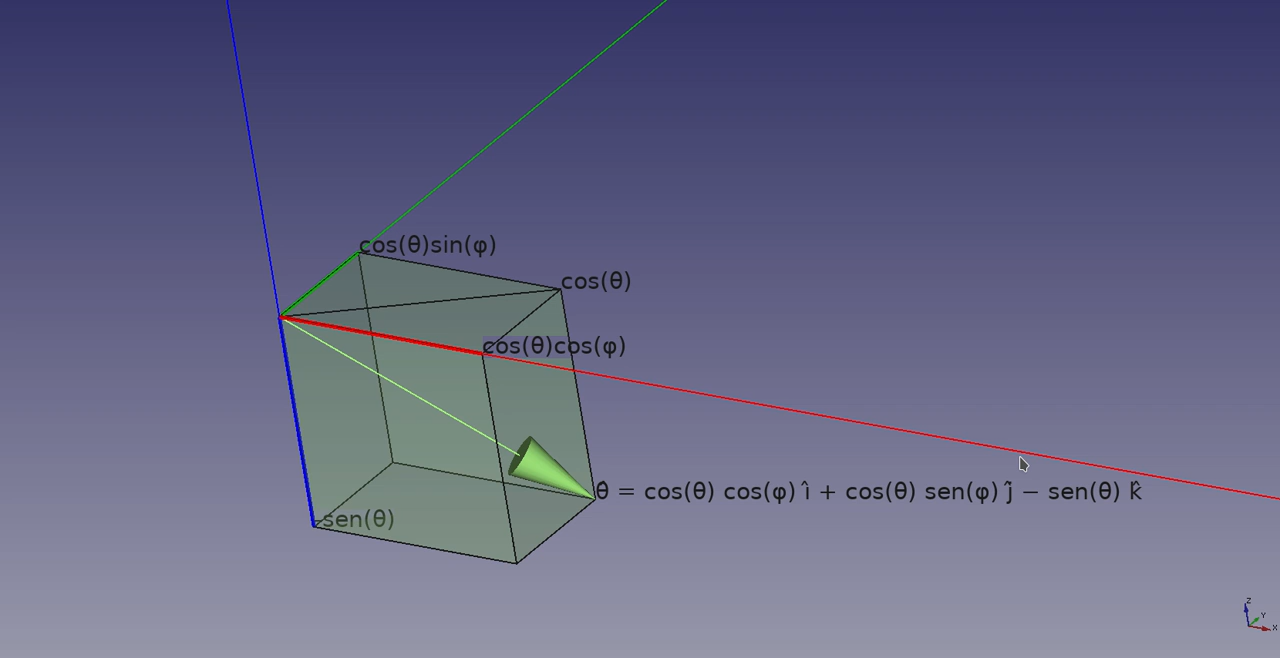 cos(θ)sin(φ)
cos(θ)
cos(θ)cos(φ)
θ̂ = cos(θ) cos(φ) î + cos(θ) sen(φ) ĵ − sen(θ) k̂
-sen(θ)
Z
Y
X